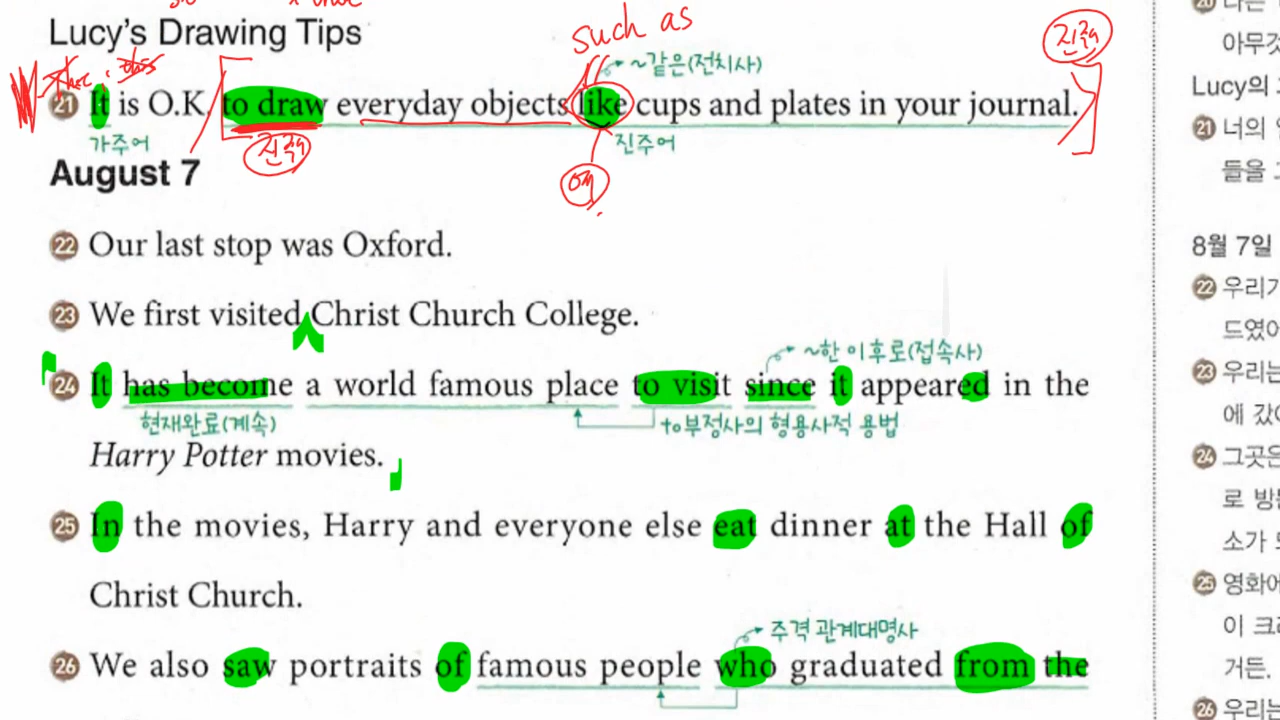 Lucy's Drawing Tips
such as
진주어
~같은(전치사)
21 It is O.K. to draw everyday objects like cups and plates in your journal.
가주어
진주어
진주어
예
August 7
22 Our last stop was Oxford.
23 We first visited Christ Church College.
~한 이후로(접속사)
24 It has become a world famous place to visit since it appeared in the
현재완료(계속)
to부정사의 형용사적 용법
Harry Potter movies.
25 In the movies, Harry and everyone else eat dinner at the Hall of
Christ Church.
주격 관계대명사
26 We also saw portraits of famous people who graduated from the
아무것
Lucy의
21 너의
들을
8월 7일
22 우리가
드였어
23 우리는
에 갔
24 그곳은
로 방
소가
25 영화에
이 크
거든.
26 우리는